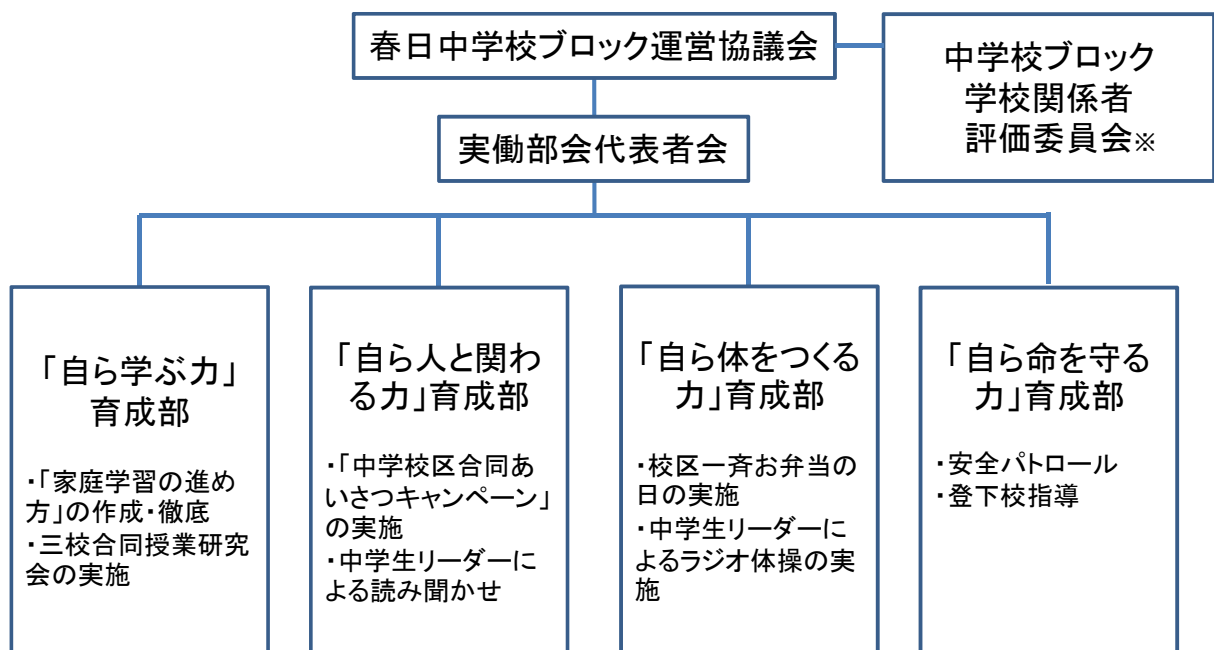 春日中学校ブロック運営協議会
中学校ブロック
学校関係者
評価委員会※
実働部会代表者会
「自ら学ぶ力」
育成部
・「家庭学習の進め
方」の作成・徹底
・三校合同授業研究
会の実施
「自ら人と関わ
る力」育成部
・「中学校区合同あ
いさつキャンペーン」
の実施
・中学生リーダーに
よる読み聞かせ
「自ら体をつくる
力」育成部
・校区一斉お弁当の
日の実施
・中学生リーダーに
よるラジオ体操の実
施
「自ら命を守る
力」育成部
・安全パトロール
・登下校指導